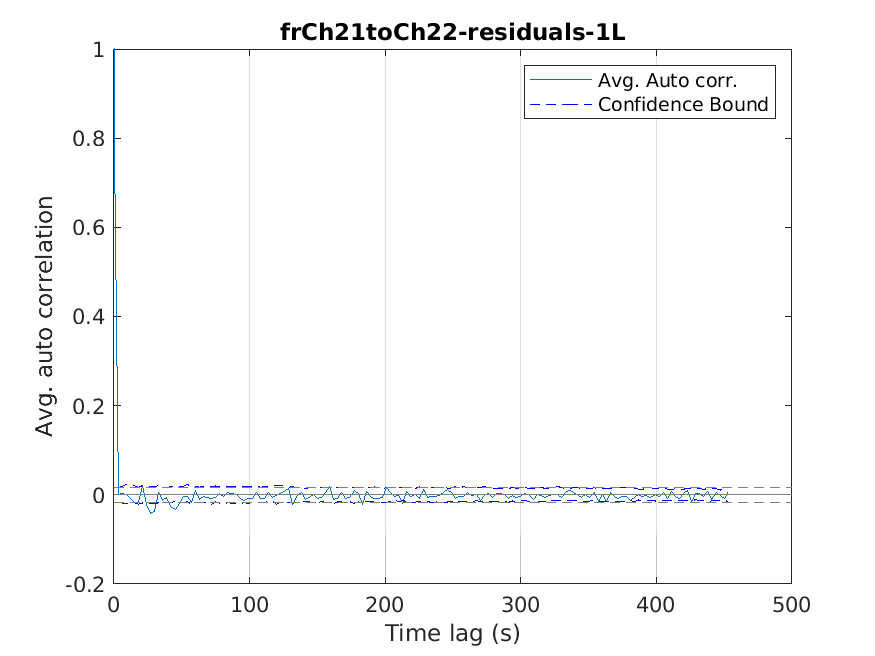 frCh21toCh22-residuals-1L
Avg. Auto corr.
Confidence Bound
Avg. auto correlation
1
0.8
0.6
0.4
0.2
0
-0.2
0 100 200 300 400 500
Time lag (s)